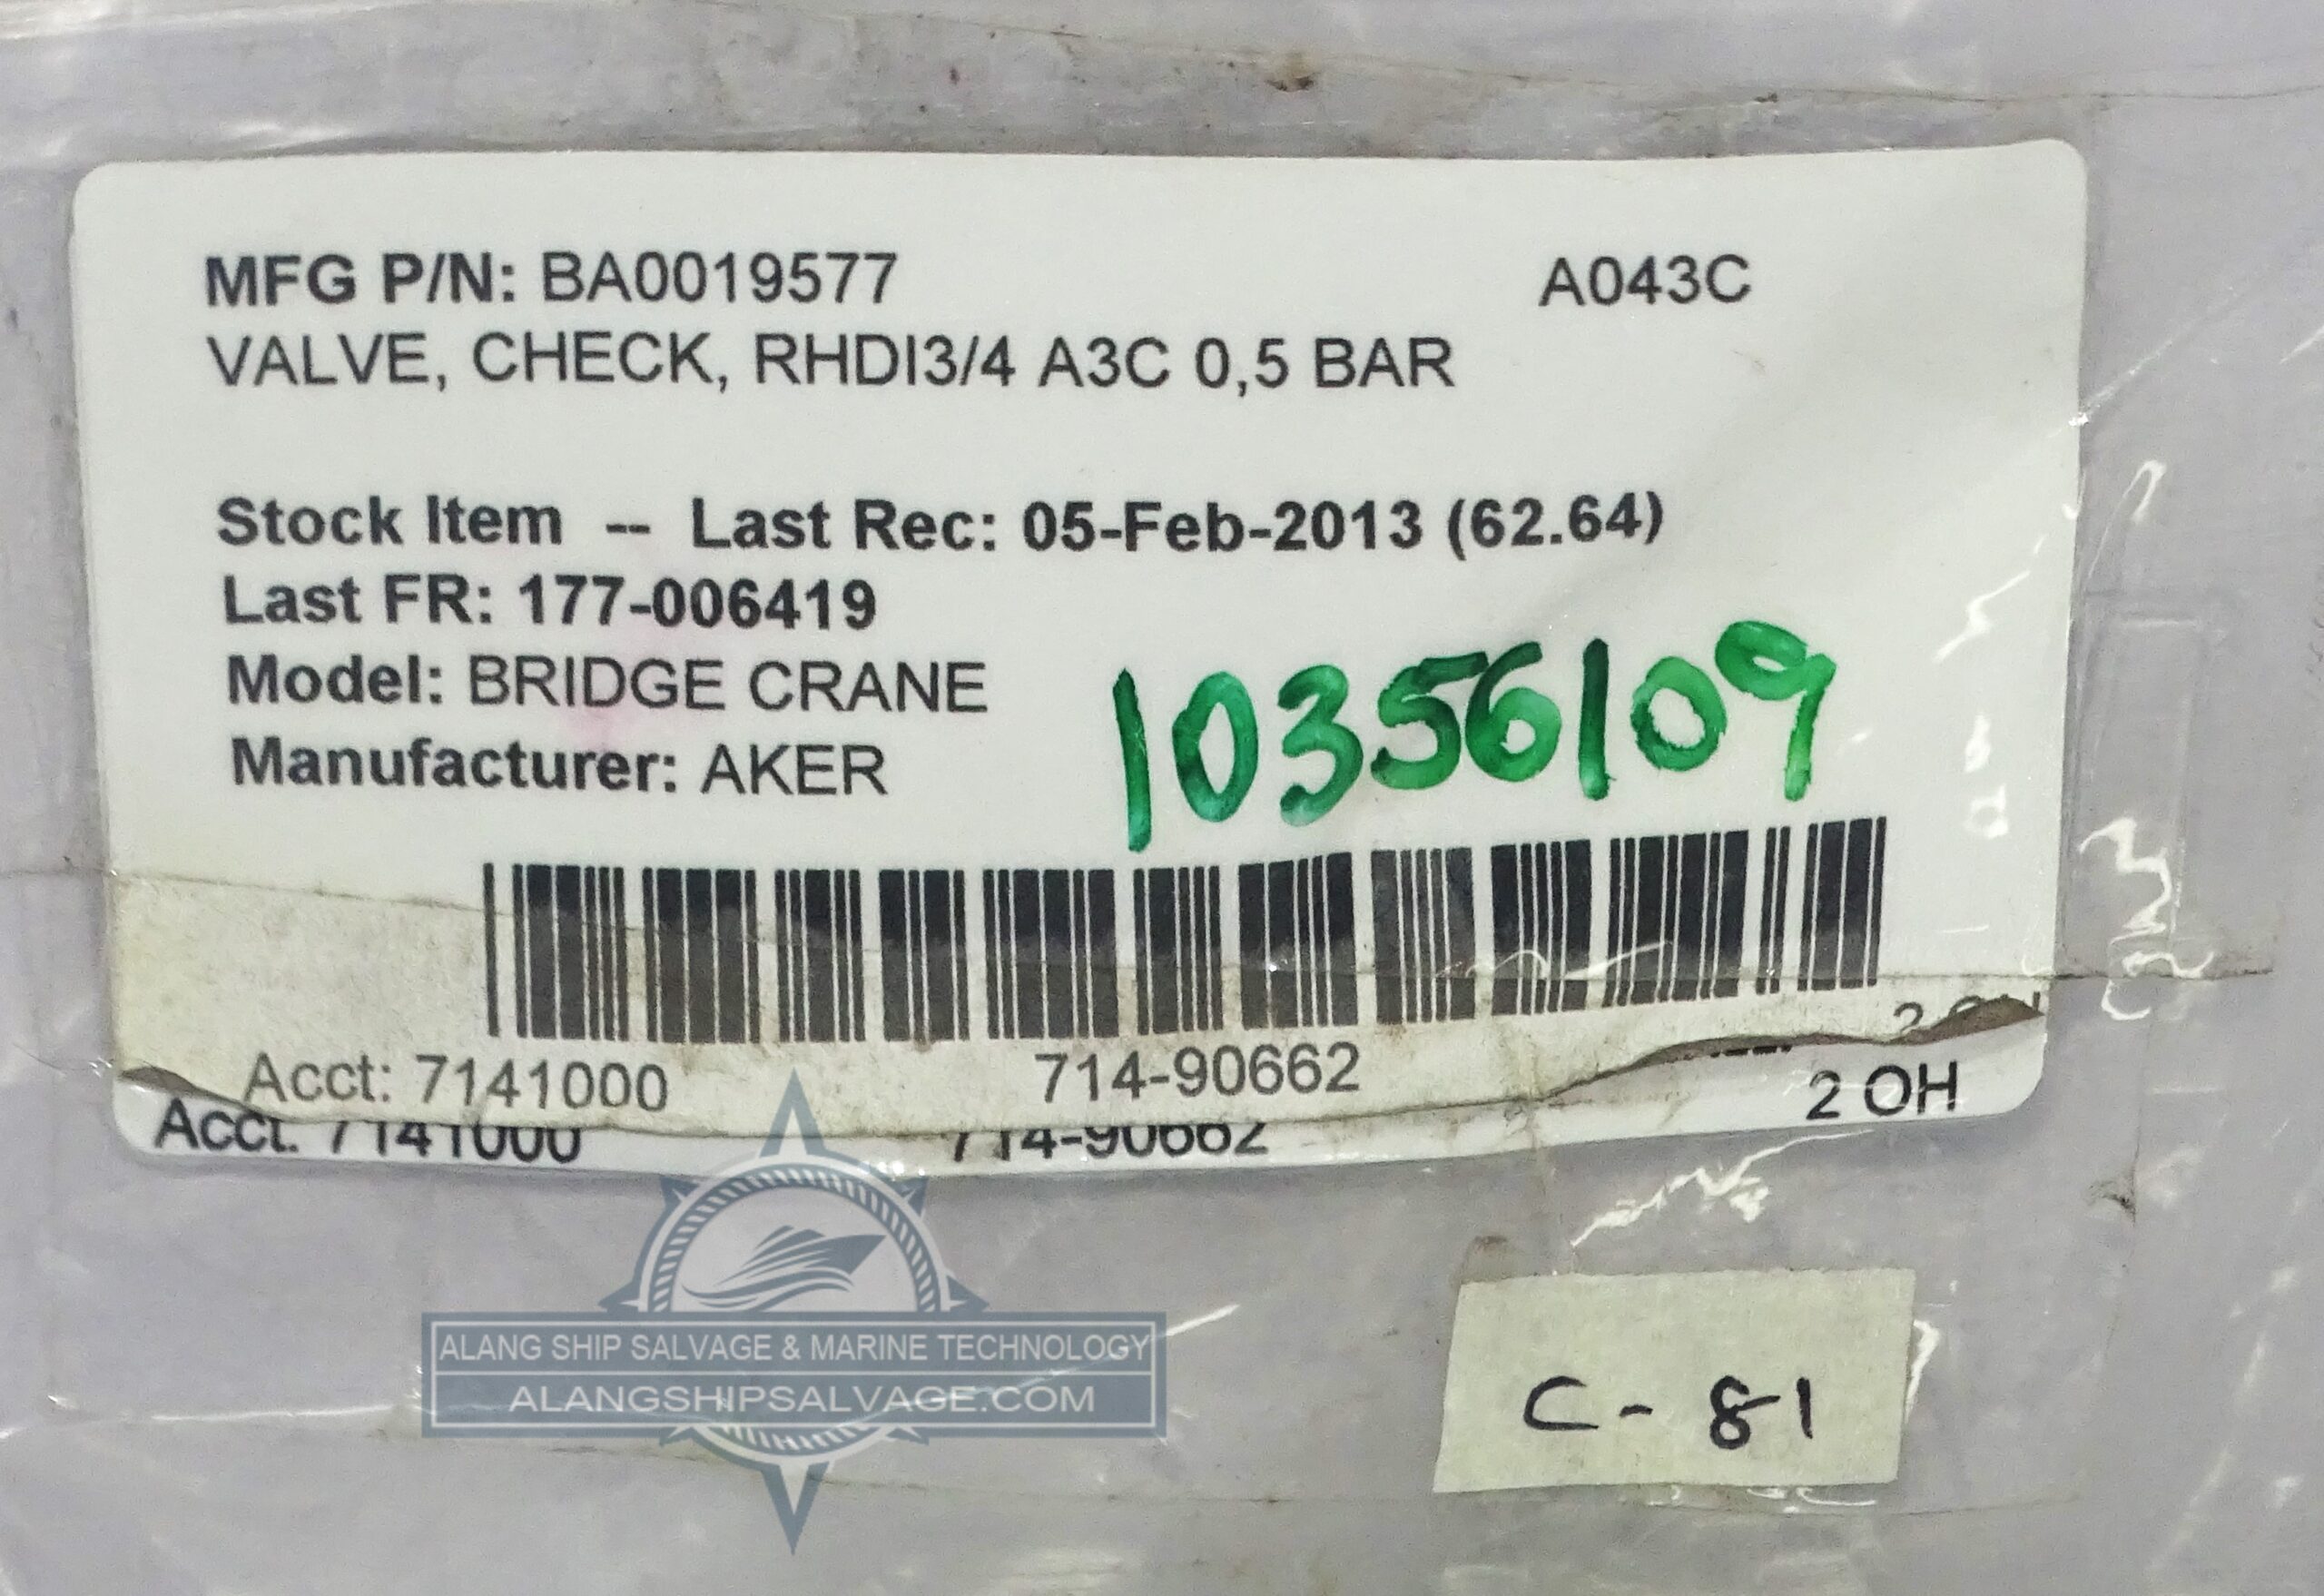 MFG P/N: BA0019577 A043C
VALVE, CHECK, RHDI3/4 A3C 0,5 BAR
Stock Item -- Last Rec: 05-Feb-2013 (62.64)
Last FR: 177-006419
Model: BRIDGE CRANE
Manufacturer: AKER
10356109
Acct: 7141000 714-90662
Acct: 7141000 714-90662 2 OH
ALANG SHIP SALVAGE & MARINE TECHNOLOGY
ALANGSHIPSALVAGE.COM
C- 81